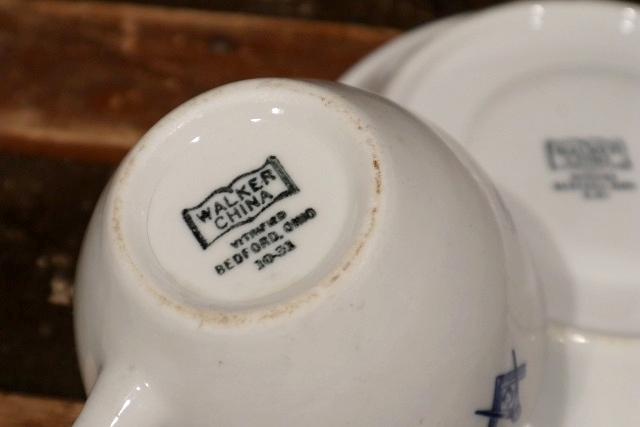 WALKER
CHINA
VITRIFIED
BEDFORD, OHIO
10-31